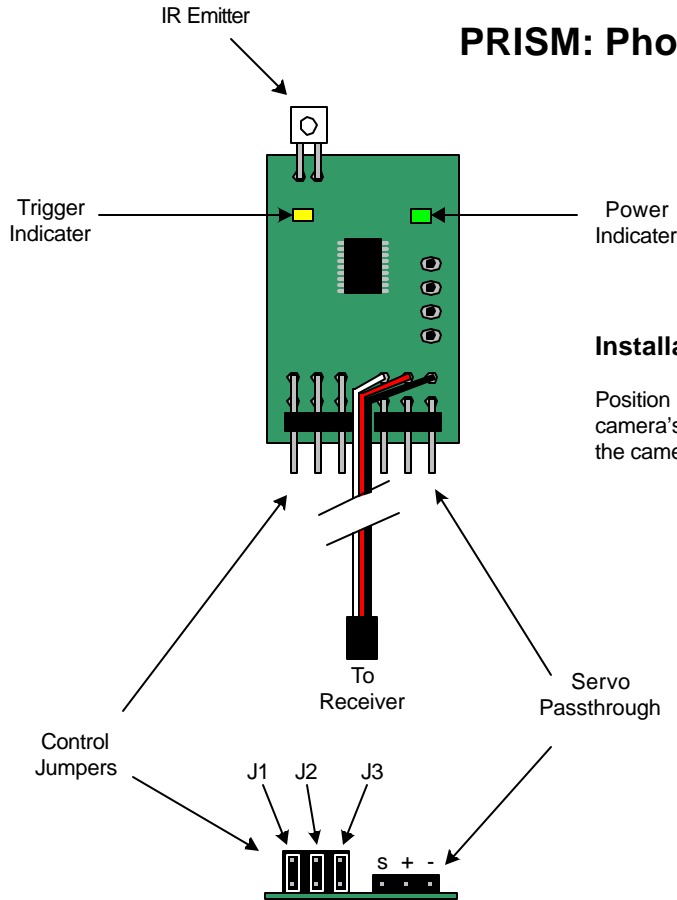 IR Emitter
PRISM: Pho
Trigger
Indicater
Power
Indicater
Installa
Position
camera's
the came
To
Receiver
Servo
Passthrough
Control
Jumpers
J1 J2 J3
s + -